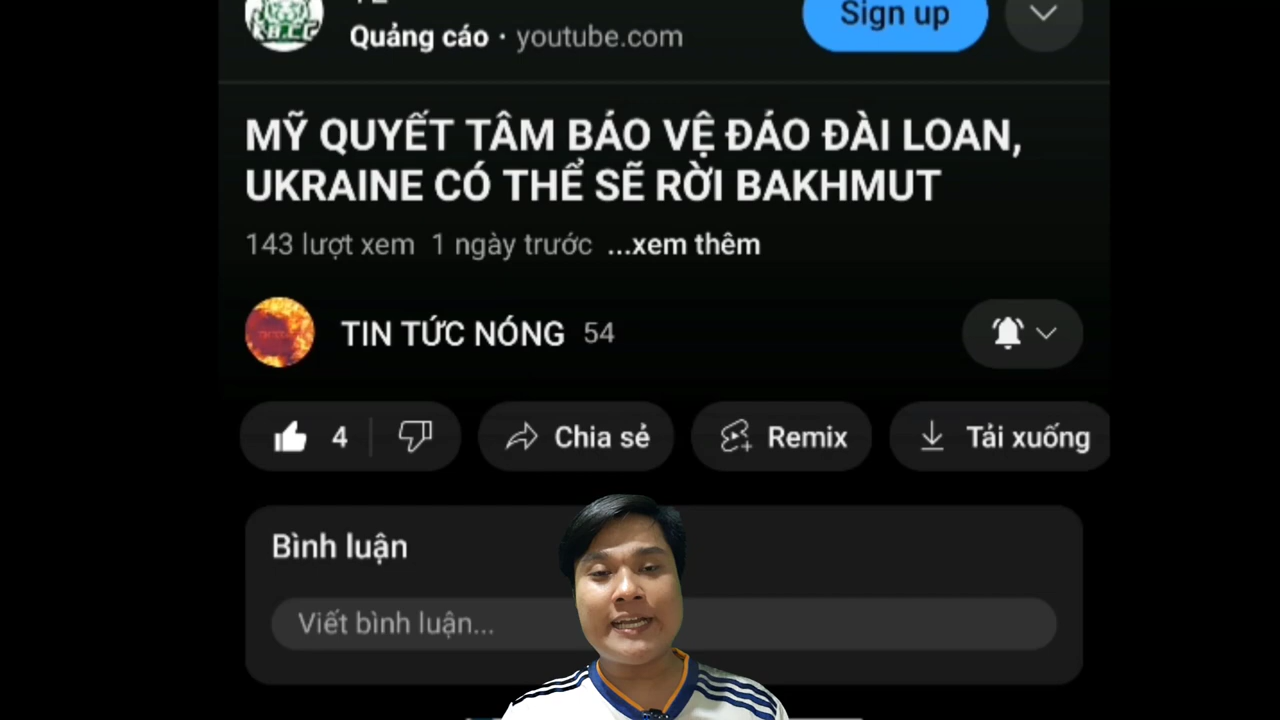 Sign up
Quảng cáo · youtube.com
MỸ QUYẾT TÂM BẢO VỆ ĐẢO ĐÀI LOAN,
UKRAINE CÓ THỂ SẼ RỜI BAKHMUT
143 lượt xem 1 ngày trước ...xem thêm
TIN TỨC NÓNG 54
4 Chia sẻ Remix Tải xuống
Bình luận
Viết bình luận...